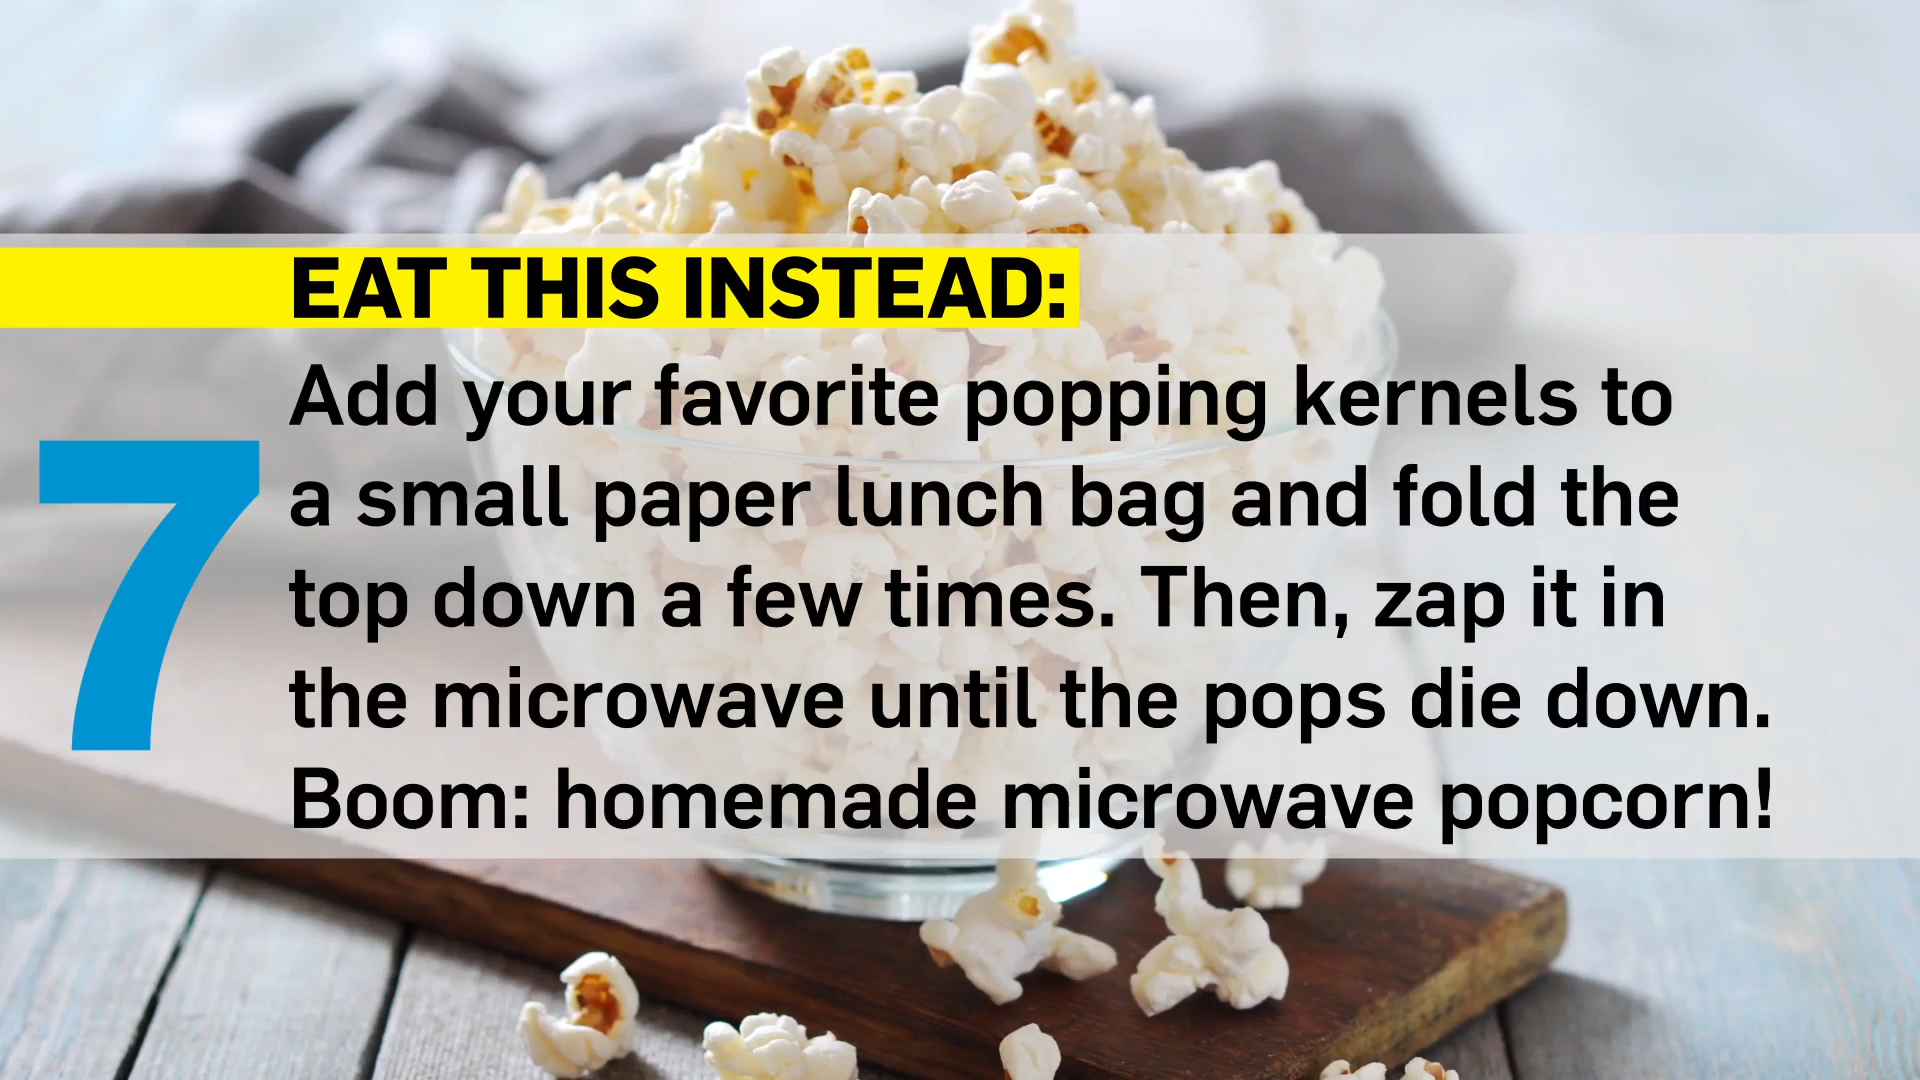 EAT THIS INSTEAD:
7
Add your favorite popping kernels to
a small paper lunch bag and fold the
top down a few times. Then, zap it in
the microwave until the pops die down.
Boom: homemade microwave popcorn!